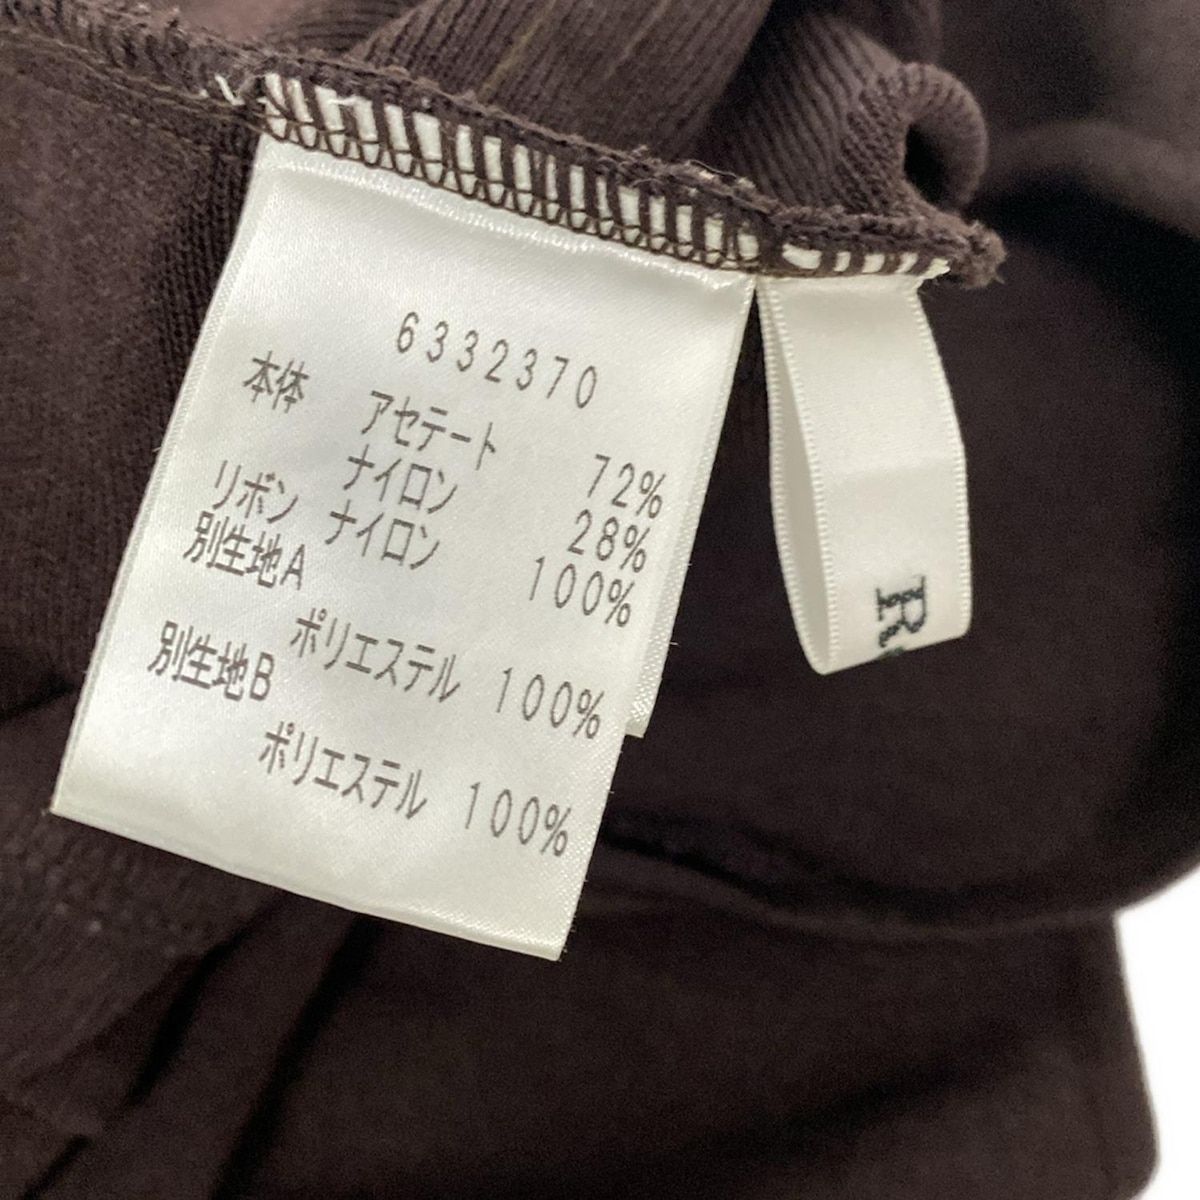 6332370
本体 アセテート 72%
ナイロン 28%
リボン ナイロン 100%
別生地A
ポリエステル 100%
別生地B
ポリエステル 100%
R